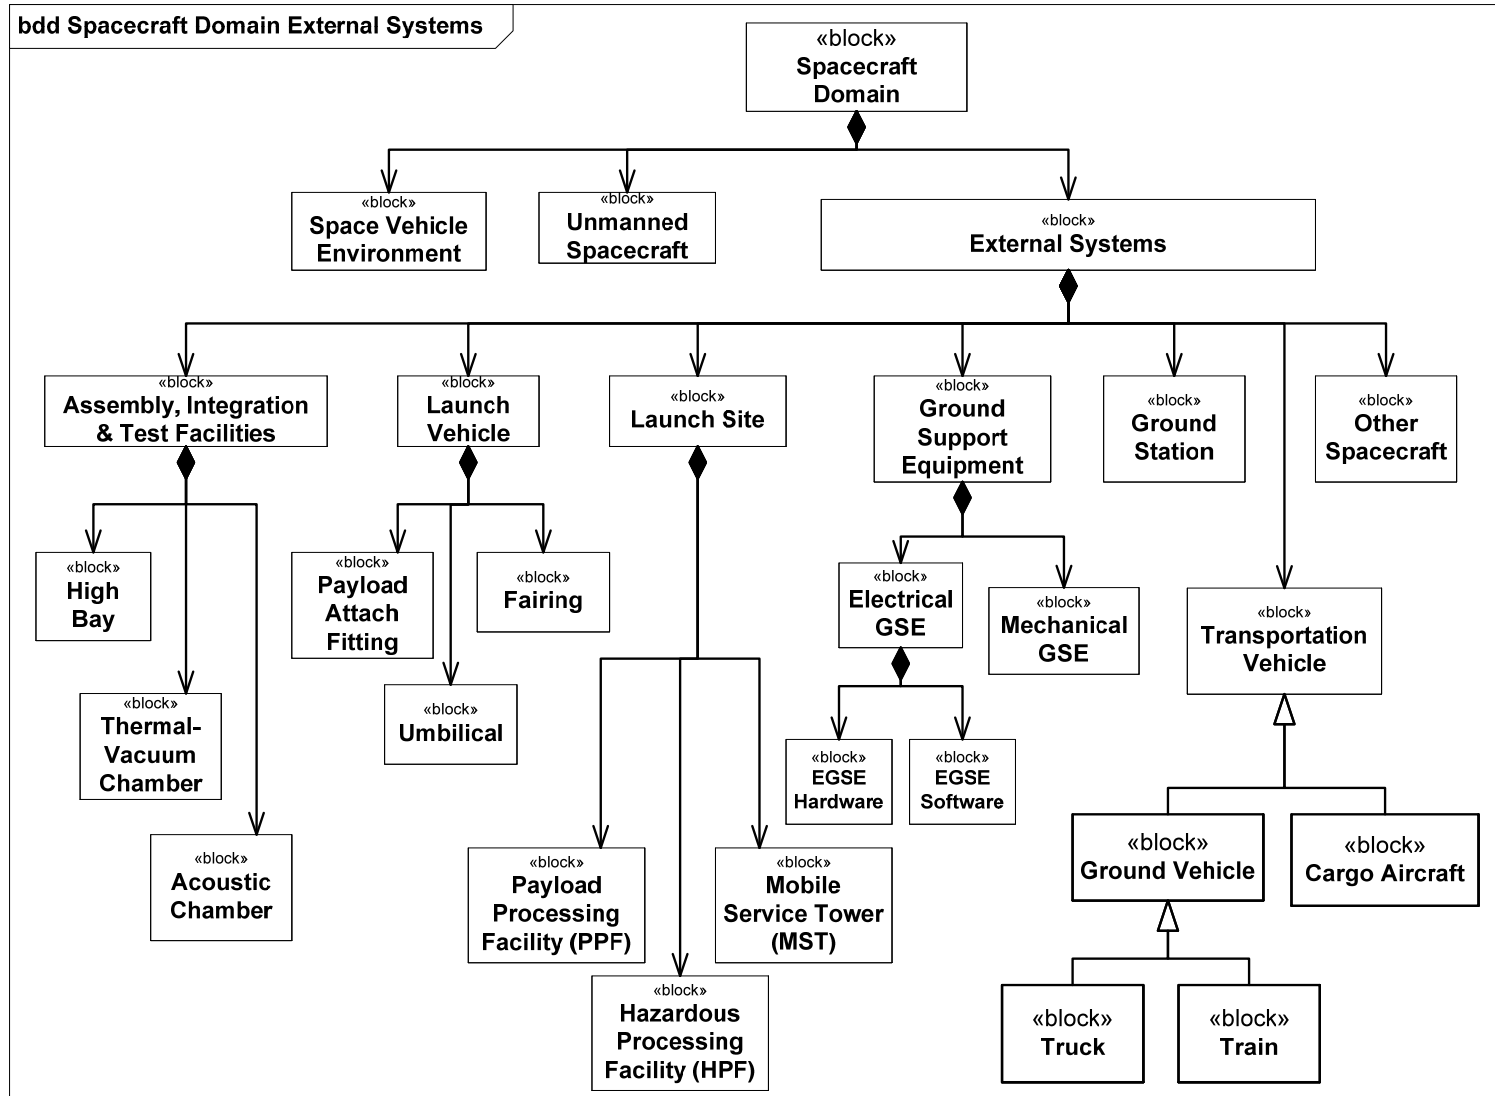 bdd Spacecraft Domain External Systems
«block»
Spacecraft
Domain
«block»
Space Vehicle
Environment
«block»
Unmanned
Spacecraft
«block»
External Systems
«block»
Assembly, Integration
& Test Facilities
«block»
Launch
Vehicle
«block»
Launch Site
«block»
Ground
Support
Equipment
«block»
Ground
Station
«block»
Other
Spacecraft
«block»
High
Bay
«block»
Payload
Attach
Fitting
«block»
Fairing
«block»
Electrical
GSE
«block»
Mechanical
GSE
«block»
Transportation
Vehicle
«block»
Thermal-
Vacuum
Chamber
«block»
Umbilical
«block»
EGSE
Hardware
«block»
EGSE
Software
«block»
Ground Vehicle
«block»
Cargo Aircraft
«block»
Acoustic
Chamber
«block»
Payload
Processing
Facility (PPF)
«block»
Mobile
Service Tower
(MST)
«block»
Hazardous
Processing
Facility (HPF)
«block»
Truck
«block»
Train